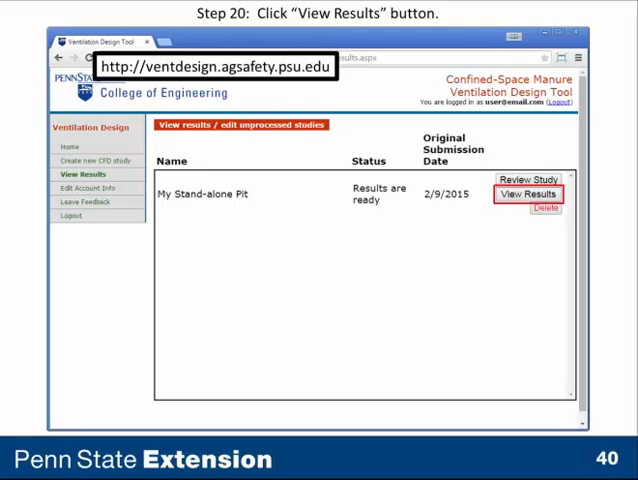 Step 20: Click “View Results” button.
Ventilation Design Tool
http://ventdesign.agsafety.psu.edu
sults.aspx
PENNSTATE
College of Engineering
Confined-Space Manure
Ventilation Design Tool
You are logged in as user@email.com (Logout)
Ventilation Design
Home
Create new CFD study
View Results
Edit Account Info
Leave Feedback
Logout
View results / edit unprocessed studies
Name
Status
Original
Submission
Date
My Stand-alone Pit
Results are
ready
2/9/2015
Review Study
View Results
Delete
Penn State Extension
40